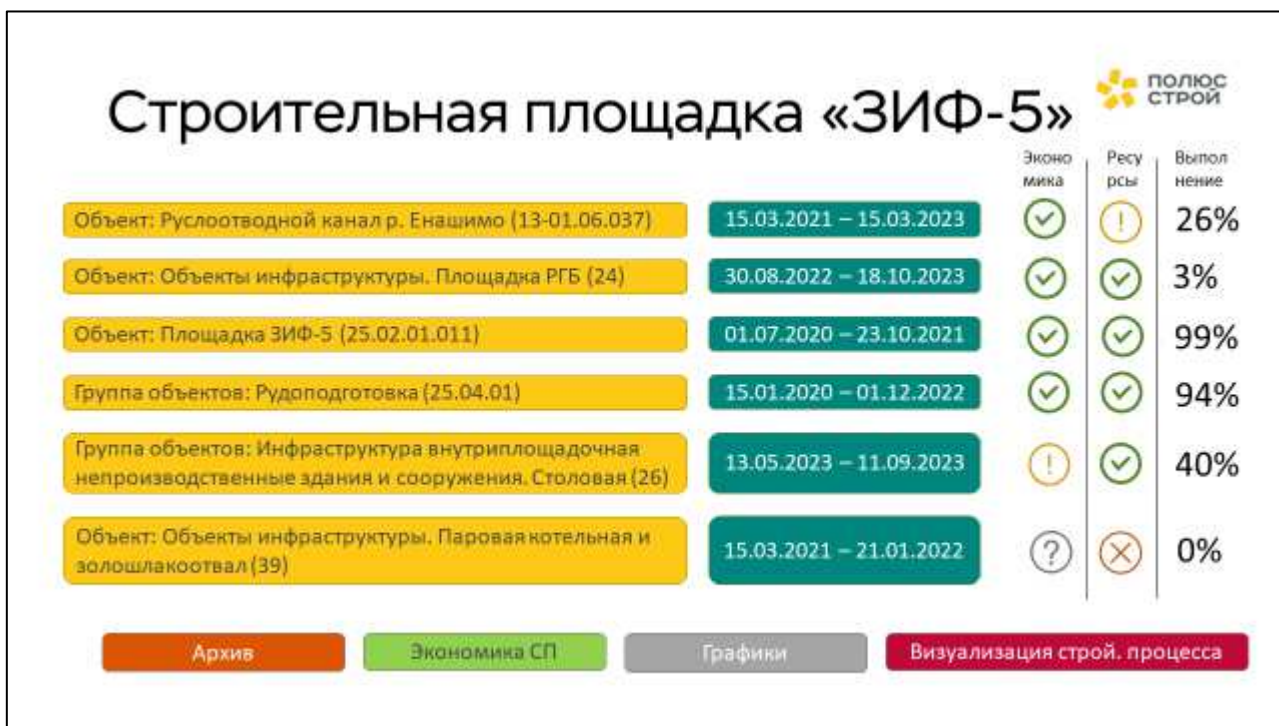 Строительная площадка «ЗИФ-5»
ПОЛЮС
СТРОЙ
Эконо
мика
Ресу
рсы
Выпол
нение
Объект: Руслоотводной канал р. Енашимо (13-01.06.037)
15.03.2021 – 15.03.2023
26%
Объект: Объекты инфраструктуры. Площадка РГБ (24)
30.08.2022 – 18.10.2023
3%
Объект: Площадка ЗИФ-5 (25.02.01.011)
01.07.2020 – 23.10.2021
99%
Группа объектов: Рудоподготовка (25.04.01)
15.01.2020 – 01.12.2022
94%
Группа объектов: Инфраструктура внутриплощадочная
непроизводственные здания и сооружения. Столовая (26)
13.05.2023 – 11.09.2023
40%
Объект: Объекты инфраструктуры. Паровая котельная и
золошлакоотвал (39)
15.03.2021 – 21.01.2022
0%
Архив
Экономика СП
Графики
Визуализация строй. процесса